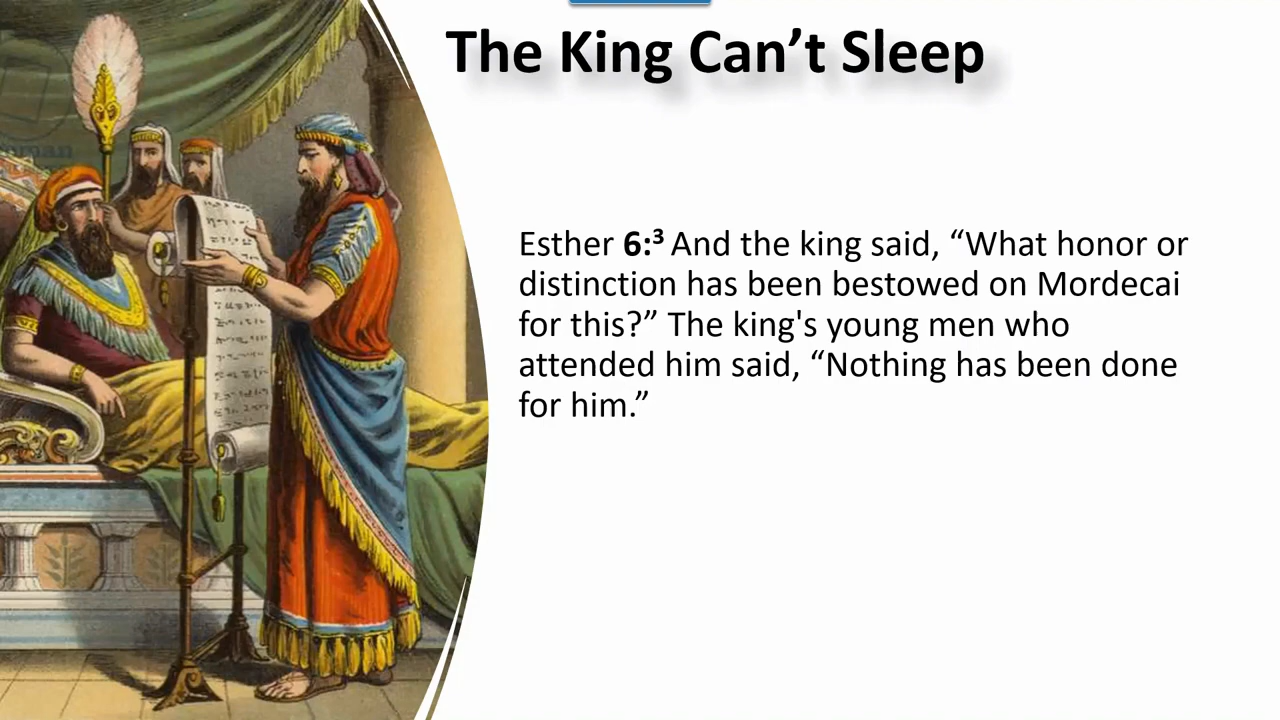 The King Can’t Sleep
Esther 6:³ And the king said, “What honor or
distinction has been bestowed on Mordecai
for this?” The king's young men who
attended him said, “Nothing has been done
for him.”